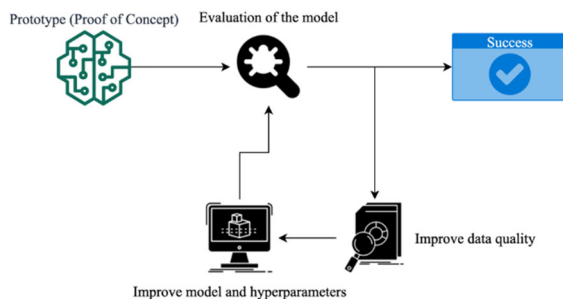 Prototype (Proof of Concept)
Evaluation of the model
Success
Improve data quality
Improve model and hyperparameters